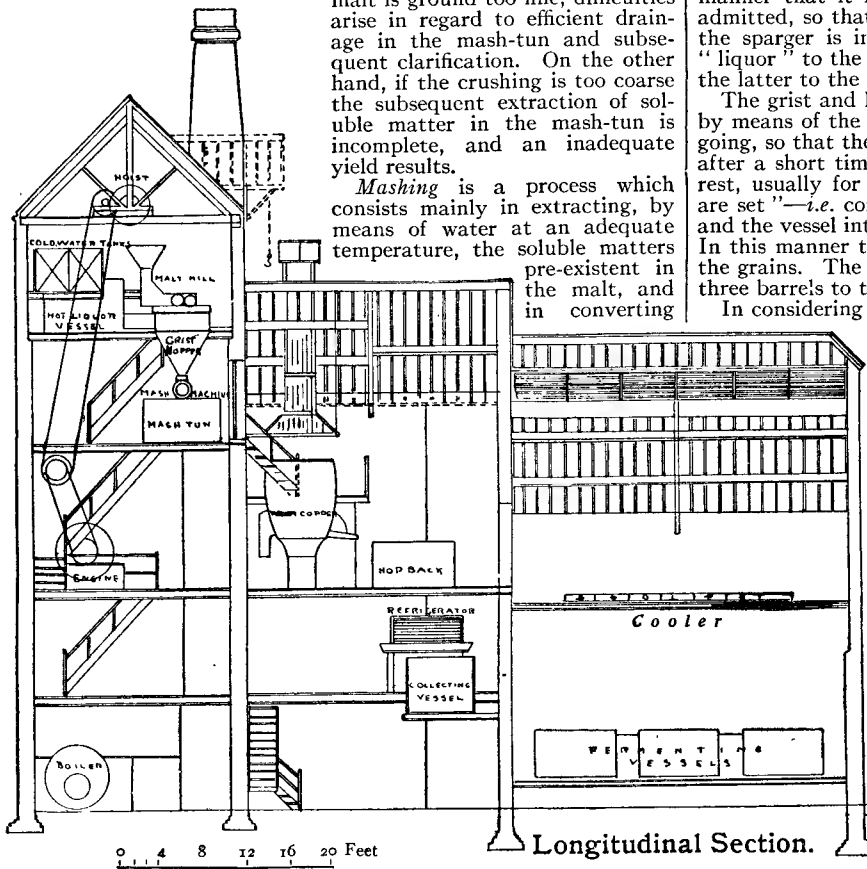 malt is ground too fine, difficulties
arise in regard to efficient drain-
age in the mash-tun and subse-
quent clarification. On the other
hand, if the crushing is too coarse
the subsequent extraction of sol-
uble matter in the mash-tun is
incomplete, and an inadequate
yield results.
Mashing is a process which
consists mainly in extracting, by
means of water at an adequate
temperature, the soluble matters
pre-existent in
the malt, and
in converting
manner that it
admitted, so that
the sparger is in
"liquor" to the
the latter to the
The grist and
by means of the
going, so that the
after a short tim
rest, usually for
are set"—i.e. co
and the vessel int
In this manner t
the grains. The
three barrels to t
In considering
HOIST
COLD WATER TANKS
MALT MILL
HOT LIQUOR
VESSEL
GRIST
HOPPER
MASH MACHINE
MASH TUN
COPPER
ENGINE
HOP BACK
REFRIGERATOR
Cooler
COLLECTING
VESSEL
BOILER
FERMENTING
VESSELS
Longitudinal Section.
0 4 8 12 16 20 Feet